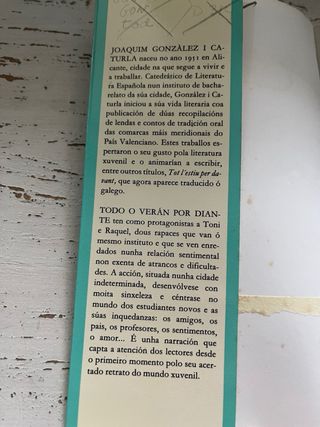 JOAQUIM GONZÀLEZ I CA-
TURLA naceu no ano 1951 en Ali-
cante, cidade na que segue a vivir e
a traballar. Catedrático de Literatu-
ra Española nun instituto de bacha-
relato da súa cidade, González i Ca-
turla iniciou a súa vida literaria coa
publicación de dúas recopilacións
de lendas e contos de tradición oral
das comarcas máis meridionais do
País Valenciano. Estes traballos es-
pertaron o seu gusto pola literatura
xuvenil e o animarían a escribir,
entre outros títulos, Tot l'estiu per da-
vant, que agora aparece traducido ó
galego.
TODO O VERÁN POR DIAN-
TE ten como protagonistas a Toni
e Raquel, dous rapaces que van ó
mesmo instituto e que se ven enre-
dados nunha relación sentimental
non exenta de atrancos e dificulta-
des. A acción, situada nunha cidade
indeterminada, desenvólvese con
moita sinxeleza e céntrase no
mundo dos estudiantes novos e as
súas inquedanzas: os amigos, os
pais, os profesores, os sentimentos,
o amor... É unha narración que
capta a atención dos lectores desde
o primeiro momento polo seu acer-
tado retrato do mundo xuvenil.